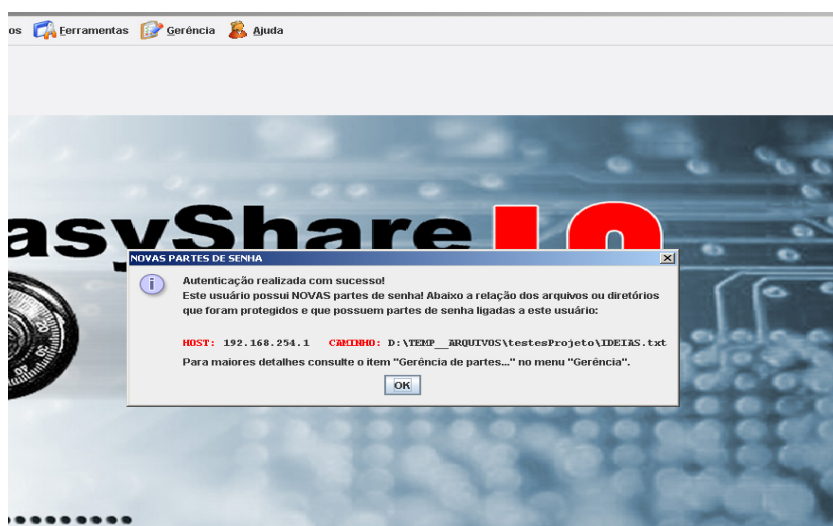 os Ferramentas Gerência Ajuda
asyShare
NOVAS PARTES DE SENHA
Autenticação realizada com sucesso!
Este usuário possui NOVAS partes de senha! Abaixo a relação dos arquivos ou diretórios
que foram protegidos e que possuem partes de senha ligadas a este usuário:
HOST: 192.168.254.1 CAMINHO: D:\TEMP__ARQUIVOS\testesProjeto\IDEIAS.txt
Para maiores detalhes consulte o item "Gerência de partes..." no menu "Gerência".
OK